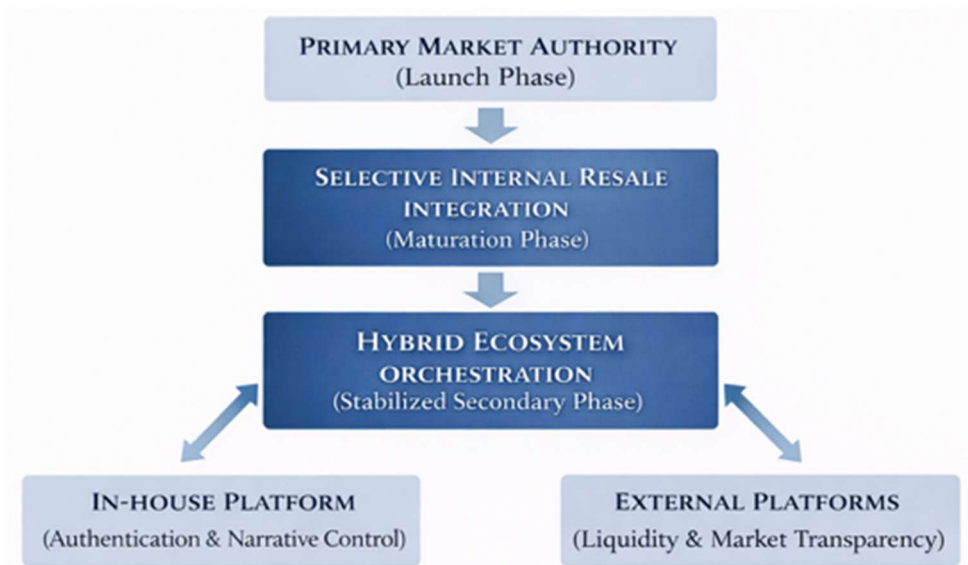 PRIMARY MARKET AUTHORITY
(Launch Phase)
SELECTIVE INTERNAL RESALE
INTEGRATION
(Maturation Phase)
HYBRID ECOSYSTEM
ORCHESTRATION
(Stabilized Secondary Phase)
IN-HOUSE PLATFORM
(Authentication & Narrative Control)
EXTERNAL PLATFORMS
(Liquidity & Market Transparency)